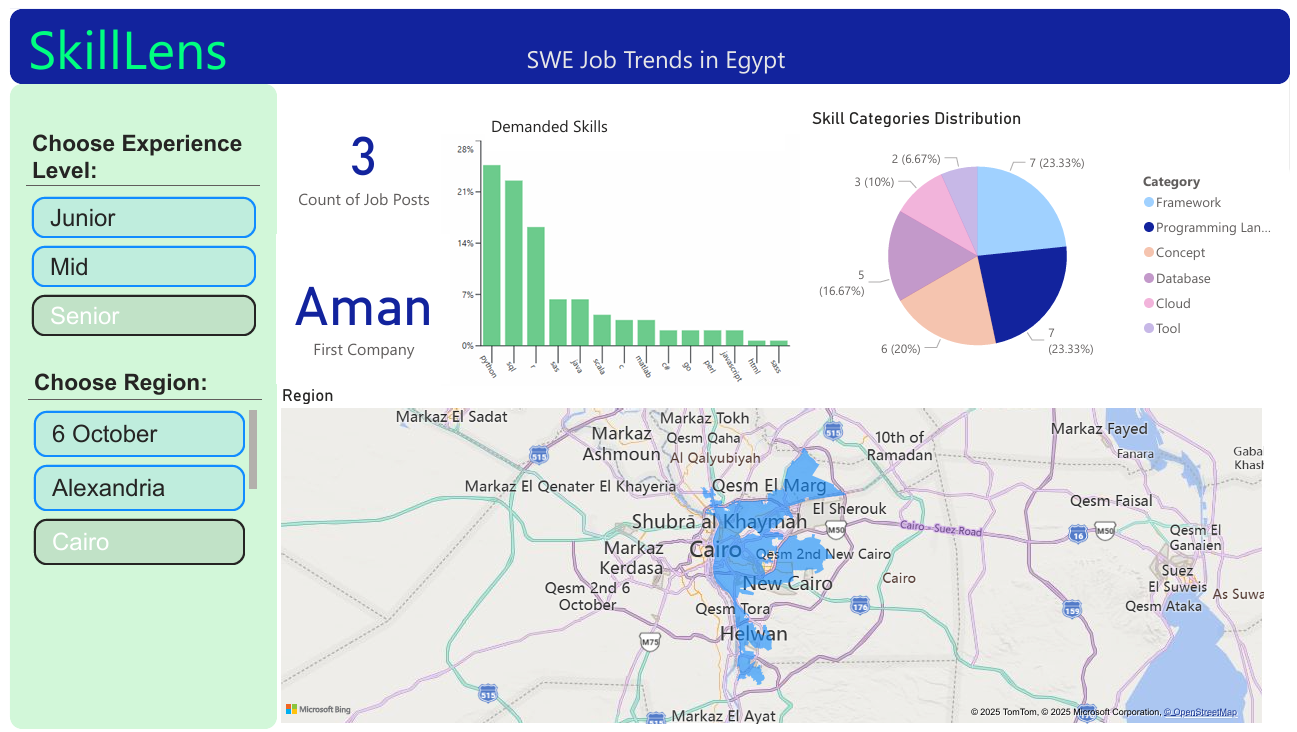 SkillLens
SWE Job Trends in Egypt
Choose Experience
Level:
Junior
Mid
Senior
Choose Region:
6 October
Alexandria
Cairo
3
Count of Job Posts
Aman
First Company
Demanded Skills
28%
21%
14%
7%
0%
python
sql
r
sas
java
scala
c
matlab
c#
go
perl
javascript
html
sass
Skill Categories Distribution
2 (6.67%)
7 (23.33%)
3 (10%)
5
(16.67%)
6 (20%)
7
(23.33%)
Category
Framework
Programming Lan...
Concept
Database
Cloud
Tool
Region
Markaz El Sadat
Markaz Tokh
Markaz
Ashmoun
Qesm Qaha
Al Qalyubiyah
515
515
10th of
Ramadan
Markaz Fayed
Fanara
Gaba
Khash
Markaz El Qenater El Khayeria
Qesm El Marg
Qesm Faisal
El Sherouk
Shubrā al Khaymah
M50
Cairo - Suez Road
16
M50
Qesm El
Ganaien
Markaz
Kerdasa
Cairo
Qesm 2nd New Cairo
New Cairo
Cairo
Suez
El Suweis
Qesm 2nd 6
October
As Suwa
Qesm Tora
176
159
Qesm Ataka
Helwan
M75
515
Markaz El Ayat
Microsoft Bing
© 2025 TomTom, © 2025 Microsoft Corporation, © OpenStreetMap